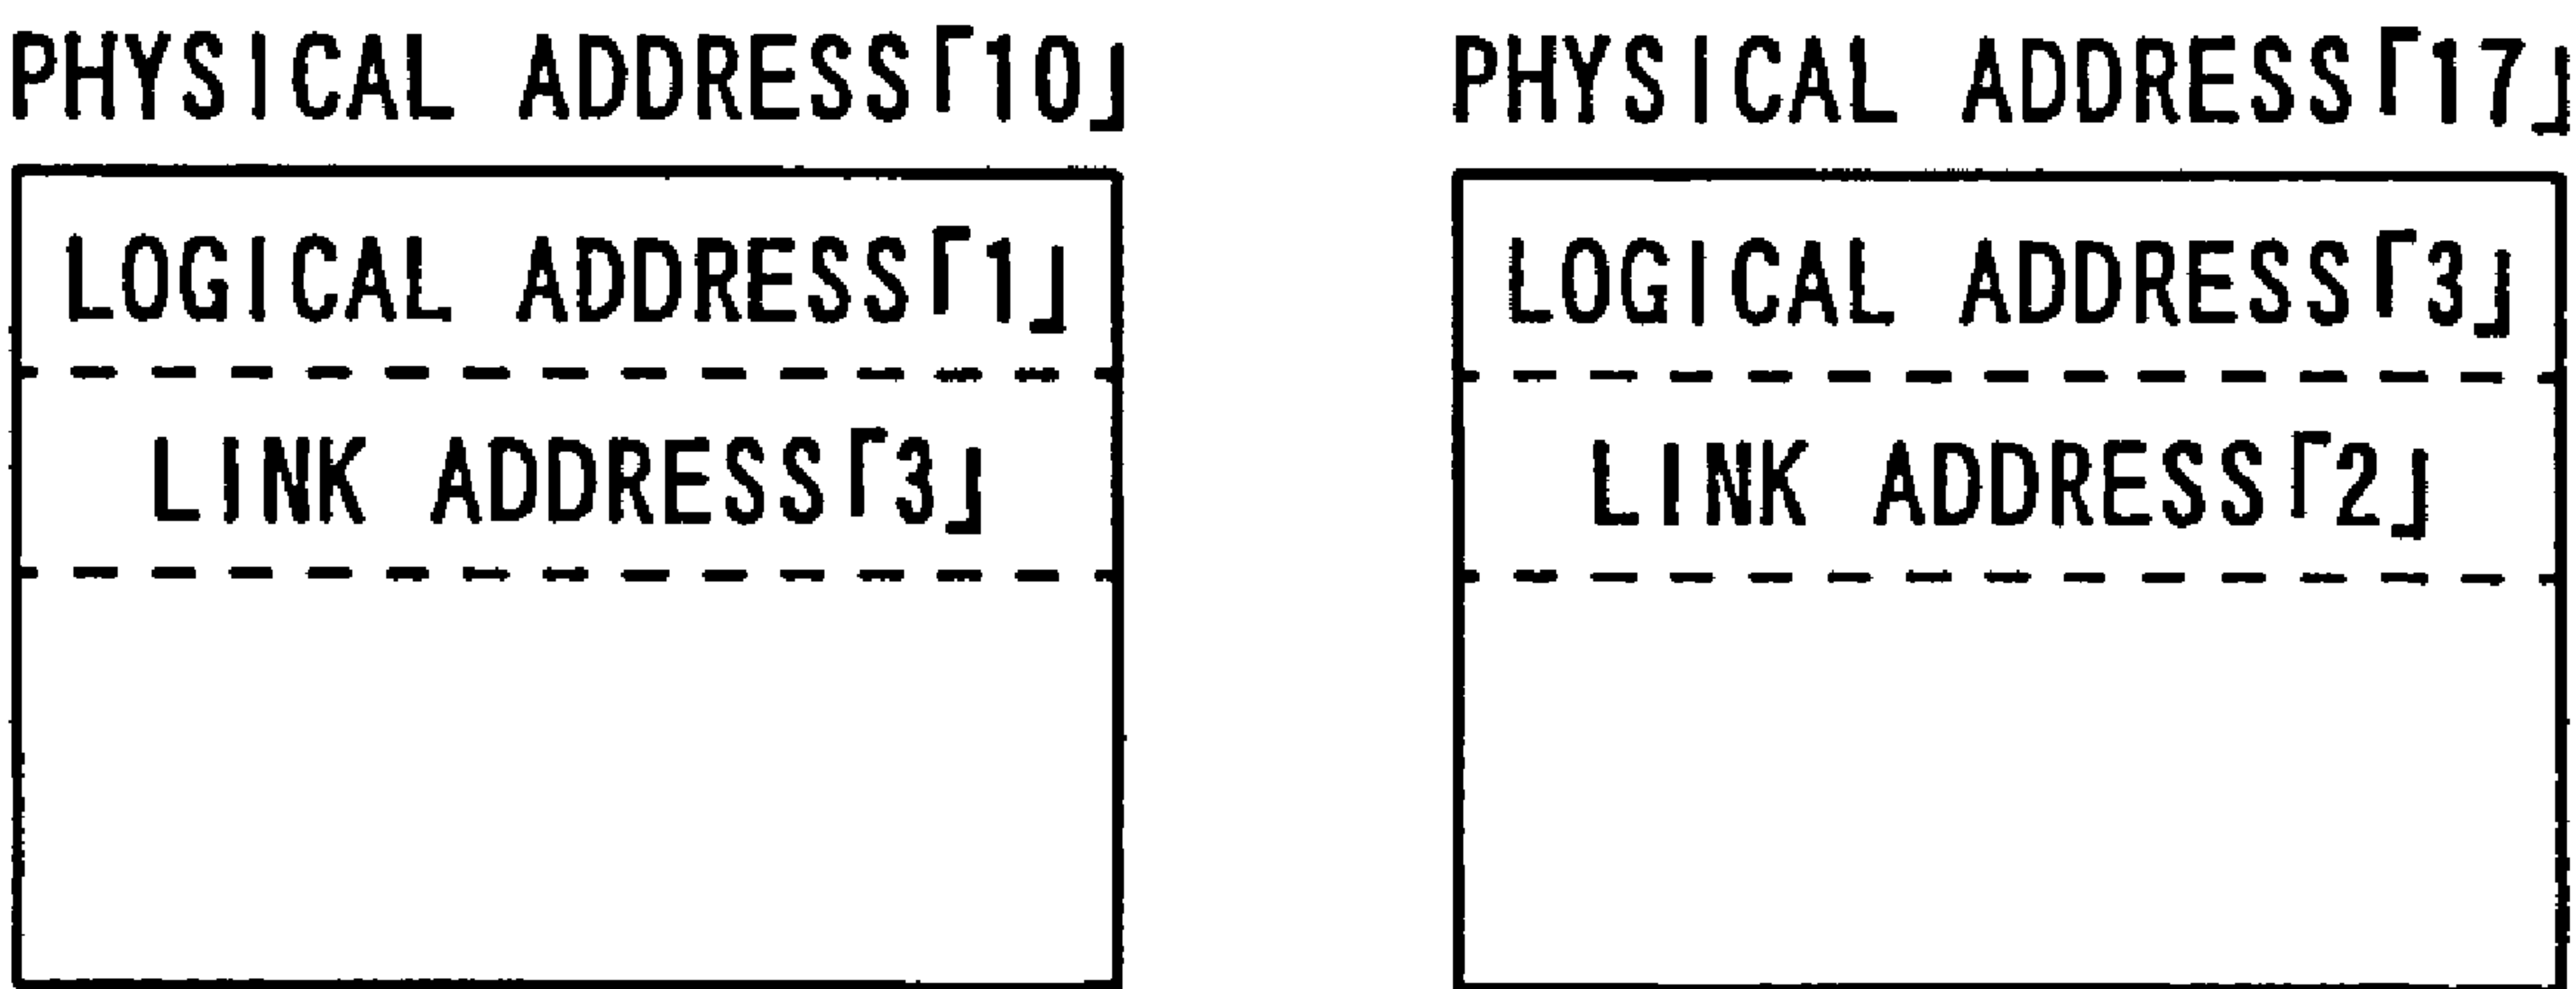 PHYSICAL ADDRESS「10」
LOGICAL ADDRESS「1」
LINK ADDRESS「3」
PHYSICAL ADDRESS「17」
LOGICAL ADDRESS「3」
LINK ADDRESS「2」